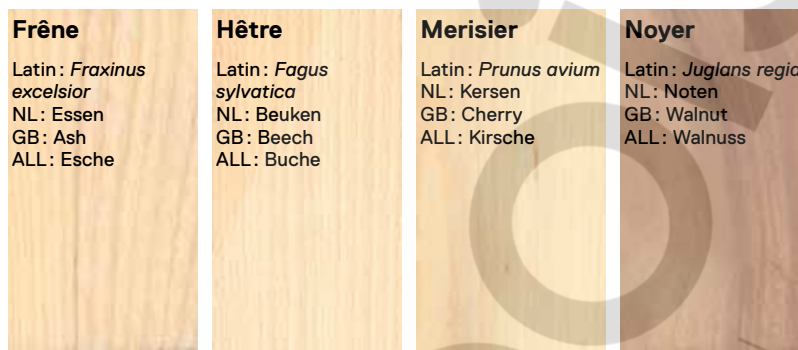 Frêne
Latin : Fraxinus
excelsior
NL : Essen
GB : Ash
ALL : Esche
Hêtre
Latin : Fagus
sylvatica
NL : Beuken
GB : Beech
ALL : Buche
Merisier
Latin : Prunus avium
NL : Kersen
GB : Cherry
ALL : Kirsche
Noyer
Latin : Juglans regia
NL : Noten
GB : Walnut
ALL : Walnuss